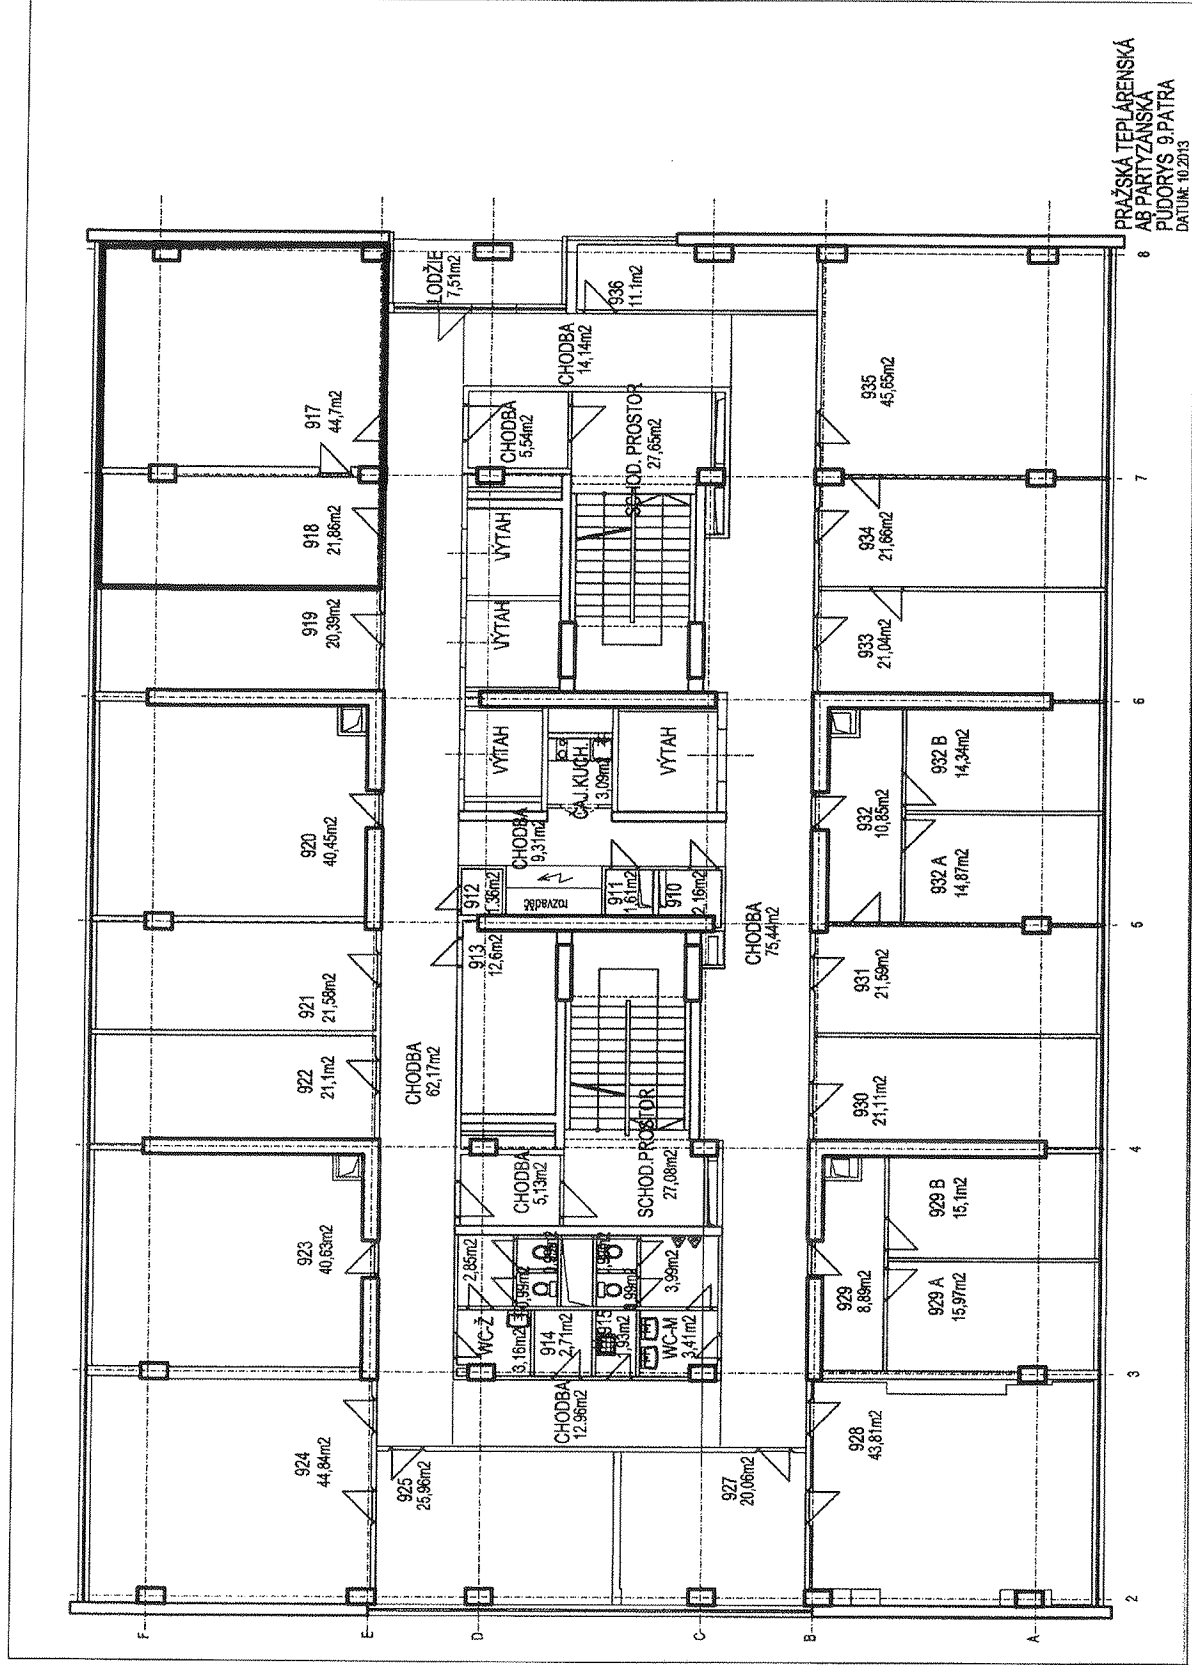 PRAŽSKÁ TEPLÁRENSKÁ
AB PARTYZÁNSKÁ
PŮDORYS 9.PATRA
DATUM: 10.2013
917
44,7m2
918
21,86m2
919
20,39m2
920
40,45m2
921
21,58m2
922
21,1m2
923
40,63m2
924
44,84m2
LODŽIE
7,51m2
936
11.1m2
CHODBA
14,14m2
CHODBA
5,54m2
SCHOD. PROSTOR
27,65m2
VÝTAH
VÝTAH
VÝTAH
ČAJ.KUCH.
3,09m2
VÝTAH
CHODBA
9,31m2
912
1.36m2
rozvaděč
911
1,61m2
910
2,16m2
913
12,6m2
CHODBA
75,44m2
CHODBA
62,17m2
CHODBA
5,13m2
SCHOD.PROSTOR
27,08m2
2,85m2
0,99m2
3,99m2
WC-Ž
3,16m2
914
2,71m2
915
1,93m2
WC-M
3,41m2
CHODBA
12.96m2
925
25,96m2
927
20,06m2
935
45,65m2
934
21,66m2
933
21,04m2
932
10,85m2
932 B
14,34m2
932 A
14,87m2
931
21,59m2
930
21,11m2
929
8,89m2
929 B
15,1m2
929 A
15,97m2
928
43,81m2
8
7
6
5
4
3
2
F
E
D
C
B
A